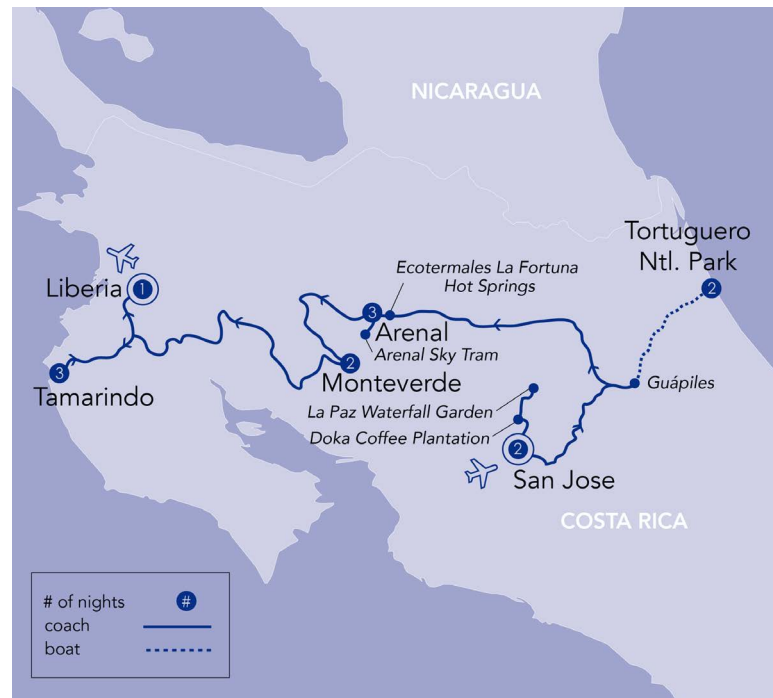 NICARAGUA
Tortuguero
Ntl. Park
2
Ecotermales La Fortuna
Hot Springs
Liberia
1
3
Arenal
Arenal Sky Tram
3
Tamarindo
2
Monteverde
Guápiles
La Paz Waterfall Garden
Doka Coffee Plantation
2
San Jose
COSTA RICA
# of nights #
coach
boat